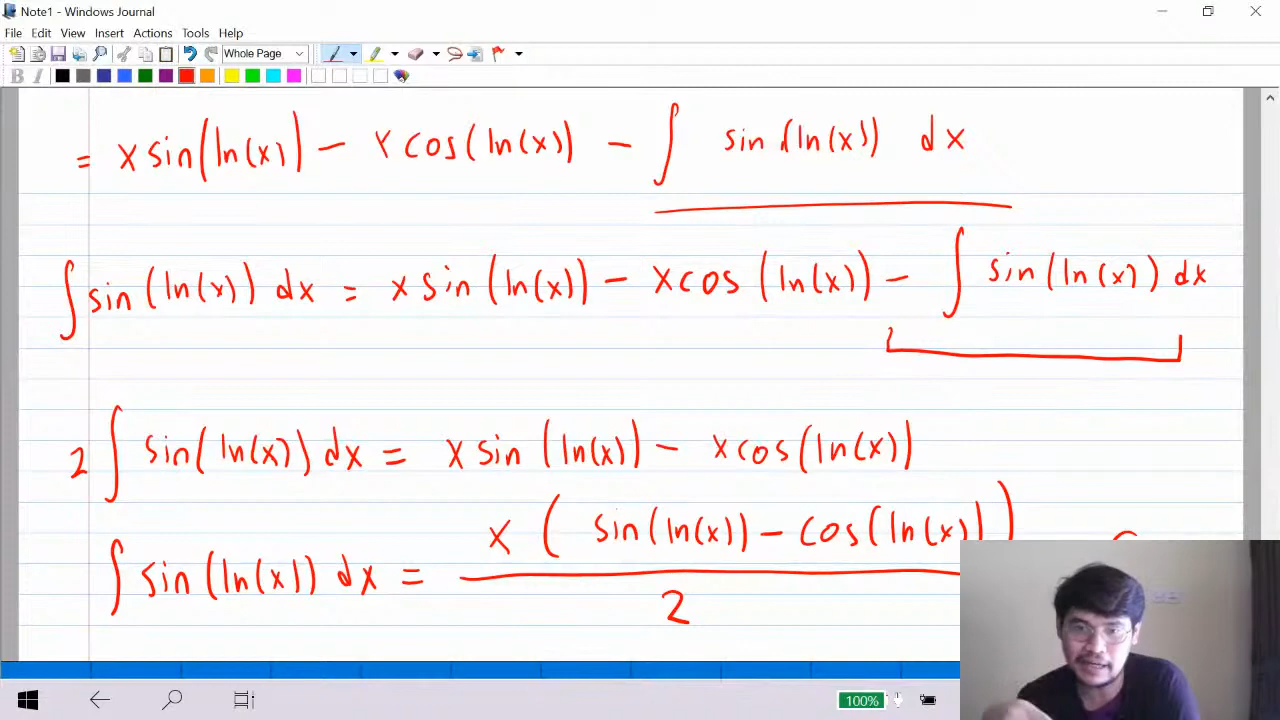 Note1 - Windows Journal
File Edit View Insert Actions Tools Help
Whole Page
B I
= x sin(ln(x)) - x cos(ln(x)) - ∫ sin(ln(x)) dx
∫ sin(ln(x)) dx = x sin(ln(x)) - x cos(ln(x)) - ∫ sin(ln(x)) dx
2 ∫ sin(ln(x)) dx = x sin(ln(x)) - x cos(ln(x))
x ( sin(ln(x)) - cos(ln(x)) )
∫ sin(ln(x)) dx =
2
100%